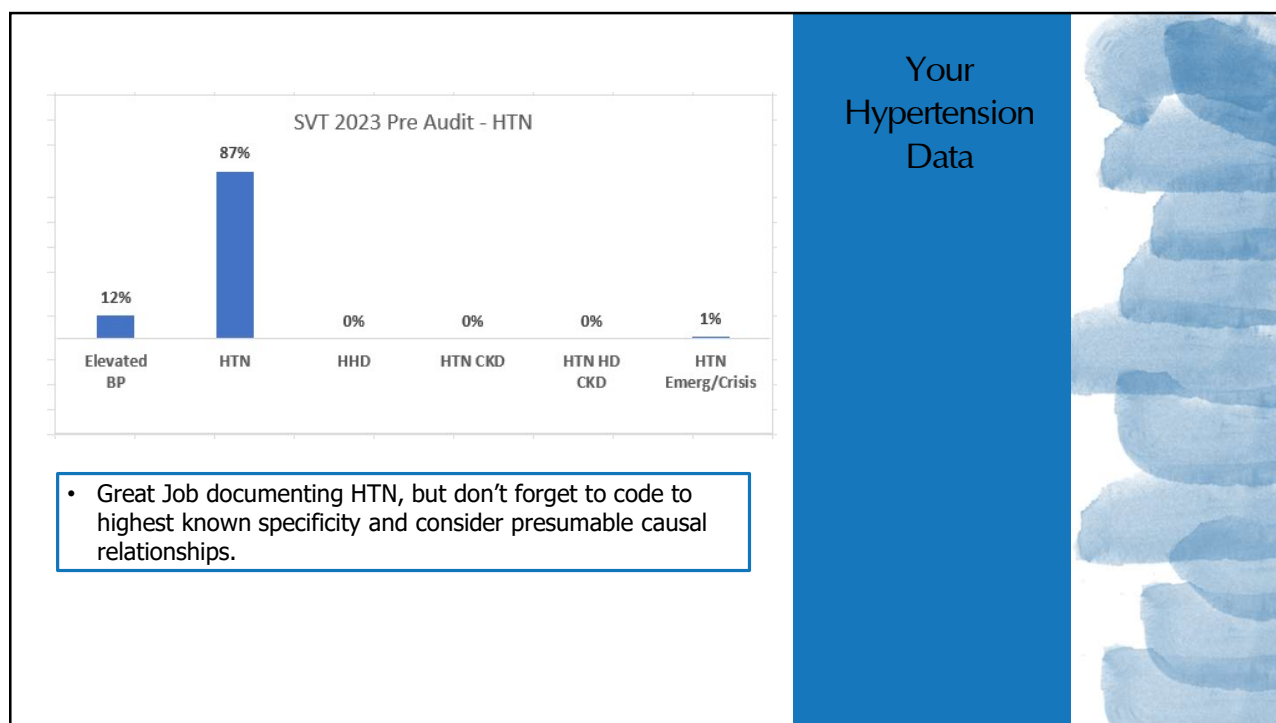 SVT 2023 Pre Audit - HTN
12%
87%
0%
0%
0%
1%
Elevated
BP
HTN
HHD
HTN CKD
HTN HD
CKD
HTN
Emerg/Crisis
• Great Job documenting HTN, but don’t forget to code to
highest known specificity and consider presumable causal
relationships.
Your
Hypertension
Data